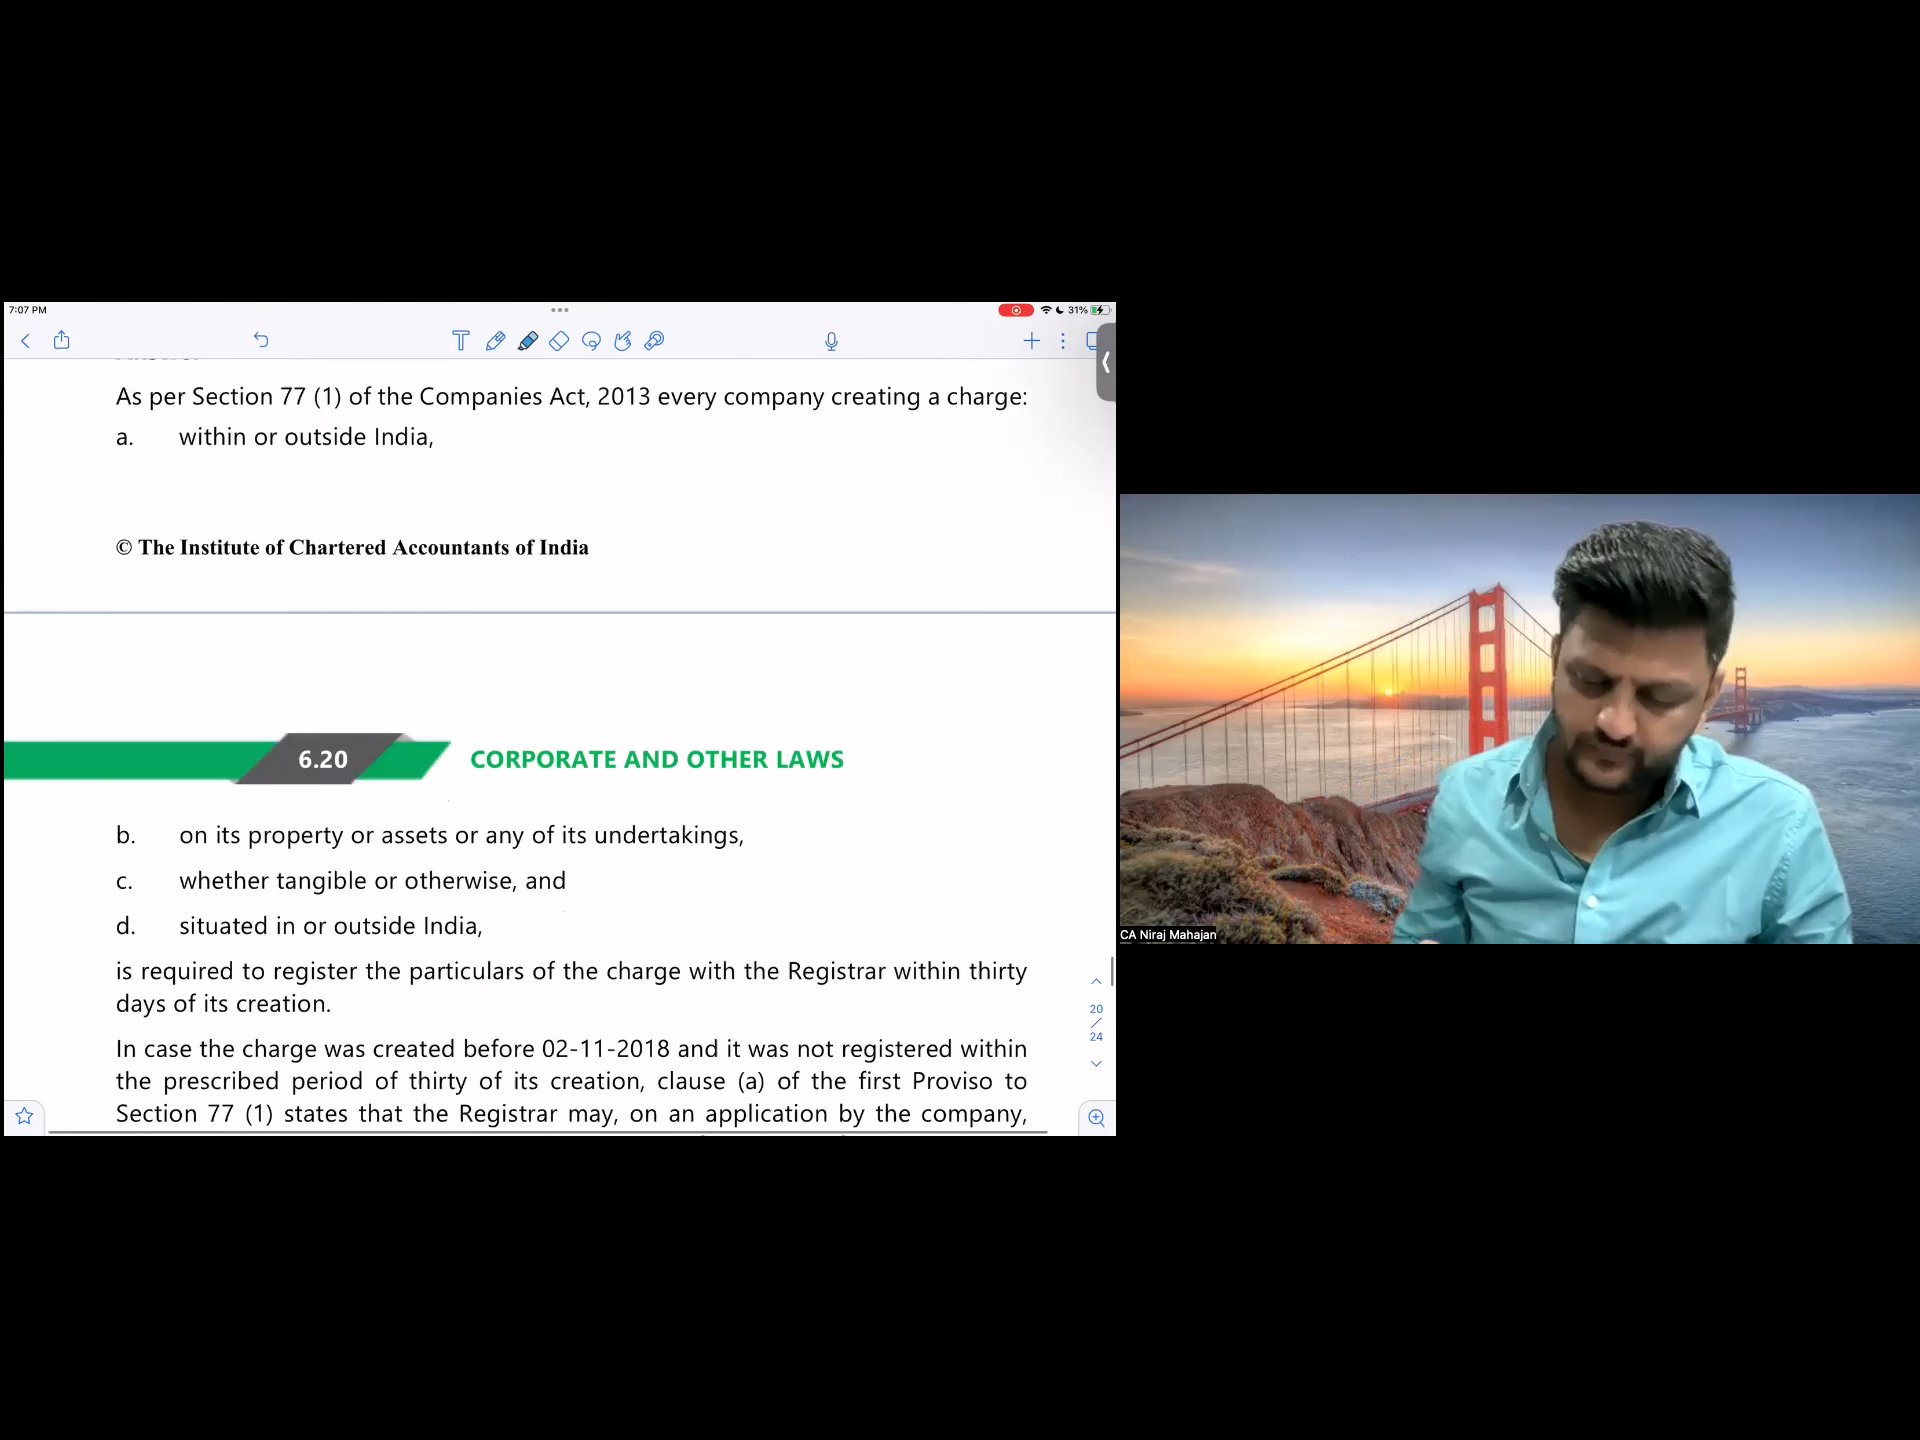 7:07 PM
31%
As per Section 77 (1) of the Companies Act, 2013 every company creating a charge:
a. within or outside India,
© The Institute of Chartered Accountants of India
6.20 CORPORATE AND OTHER LAWS
b. on its property or assets or any of its undertakings,
c. whether tangible or otherwise, and
d. situated in or outside India,
is required to register the particulars of the charge with the Registrar within thirty
days of its creation.
In case the charge was created before 02-11-2018 and it was not registered within
the prescribed period of thirty of its creation, clause (a) of the first Proviso to
Section 77 (1) states that the Registrar may, on an application by the company,
20
24
CA Niraj Mahajan